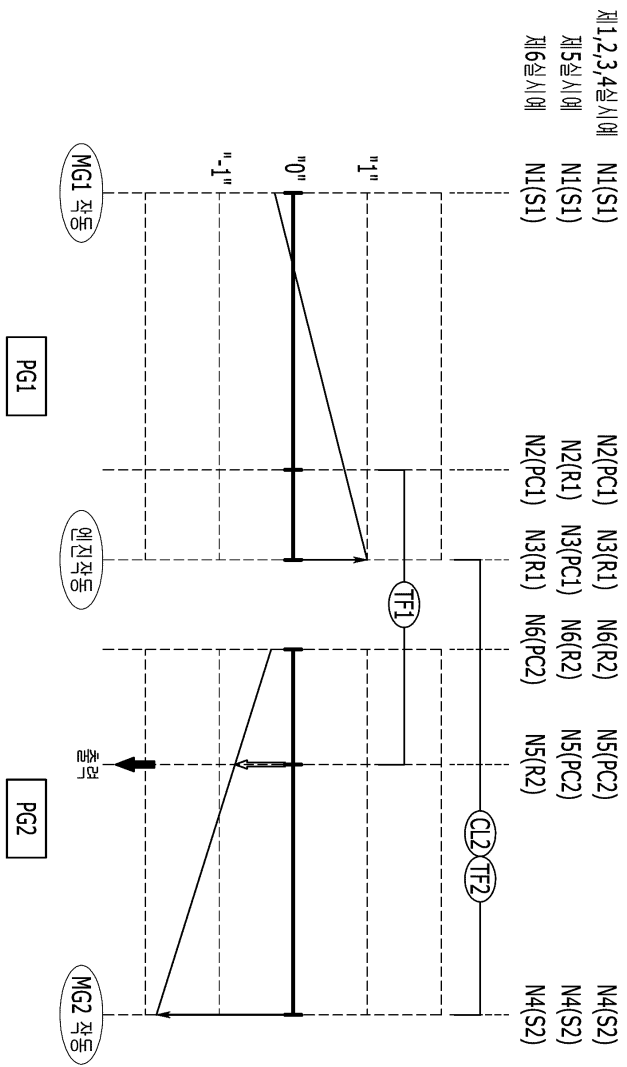 제1,2,3,4실시예 N1(S1) N2(PC1) N3(R1) N6(R2) N5(PC2) N4(S2)
제5실시예 N1(S1) N2(R1) N3(PC1) N6(R2) N5(PC2) N4(S2)
제6실시예 N1(S1) N2(PC1) N3(R1) N6(PC2) N5(R2) N4(S2)
CL2 TF2
TF1
"1"
"0"
"-1"
MG1 작동
엔진작동
출력
MG2 작동
PG1
PG2